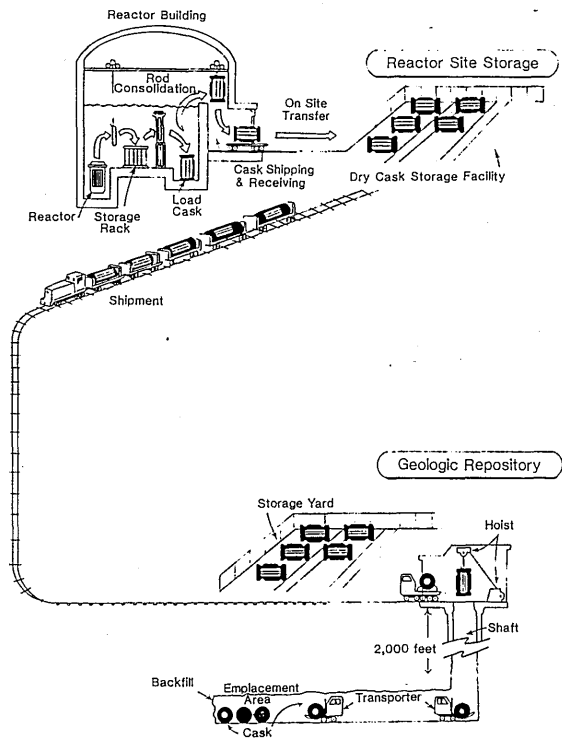 Reactor Building
Rod
Consolidation
Reactor Site Storage
On Site
Transfer
Cask Shipping
& Receiving
Dry Cask Storage Facility
Load
Cask
Reactor
Storage
Rack
Shipment
Geologic Repository
Storage Yard
Hoist
Shaft
2,000 feet
Backfill
Emplacement
Area
Transporter
Cask